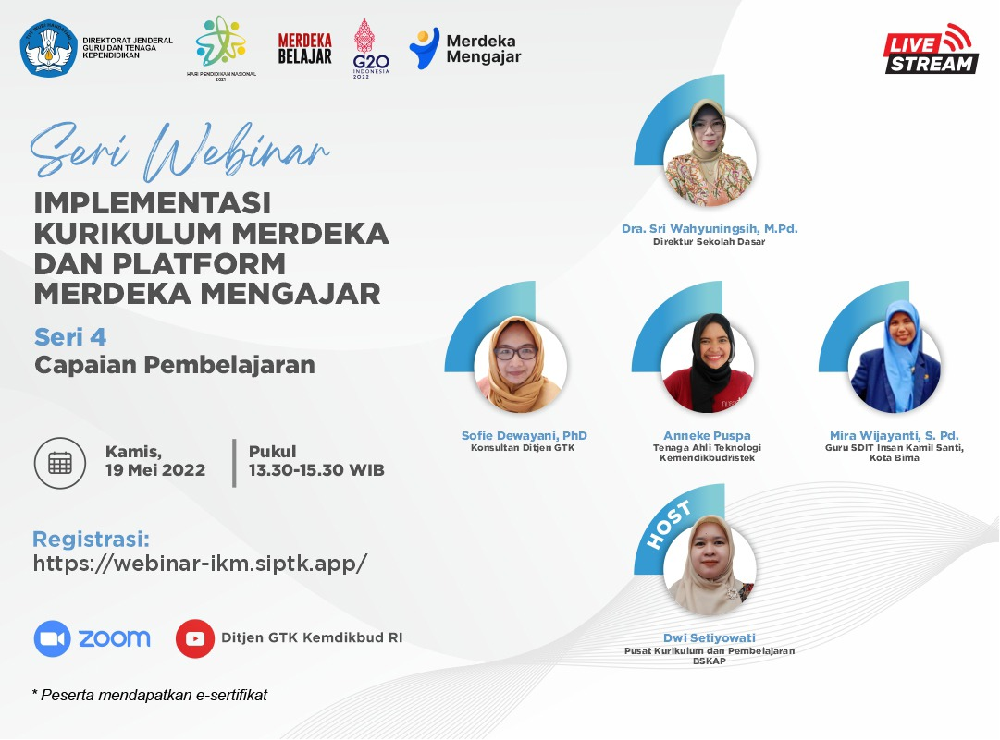 DIREKTORAT JENDERAL
GURU DAN TENAGA
KEPENDIDIKAN
HARI PENDIDIKAN NASIONAL
2021
MERDEKA
BELAJAR
G20
INDONESIA
2022
Merdeka
Mengajar
LIVE
STREAM
Seri Webinar
IMPLEMENTASI
KURIKULUM MERDEKA
DAN PLATFORM
MERDEKA MENGAJAR
Seri 4
Capaian Pembelajaran
Kamis,
19 Mei 2022
Pukul
13.30-15.30 WIB
Registrasi:
https://webinar-ikm.siptk.app/
zoom
Ditjen GTK Kemdikbud RI
* Peserta mendapatkan e-sertifikat
Dra. Sri Wahyuningsih, M.Pd.
Direktur Sekolah Dasar
Sofie Dewayani, PhD
Konsultan Ditjen GTK
Anneke Puspa
Tenaga Ahli Teknologi
Kemendikbudristek
Mira Wijayanti, S. Pd.
Guru SDIT Insan Kamil Santi,
Kota Bima
HOST
Dwi Setiyowati
Pusat Kurikulum dan Pembelajaran
BSKAP